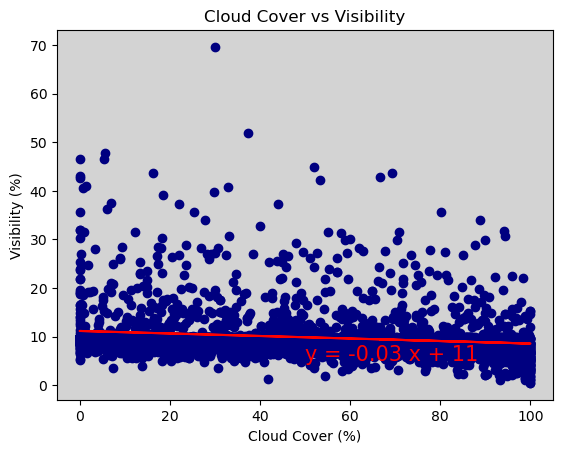 Cloud Cover vs Visibility
70
60
50
40
30
20
10
0
Visibility (%)
y = -0.03 x + 11
0 20 40 60 80 100
Cloud Cover (%)